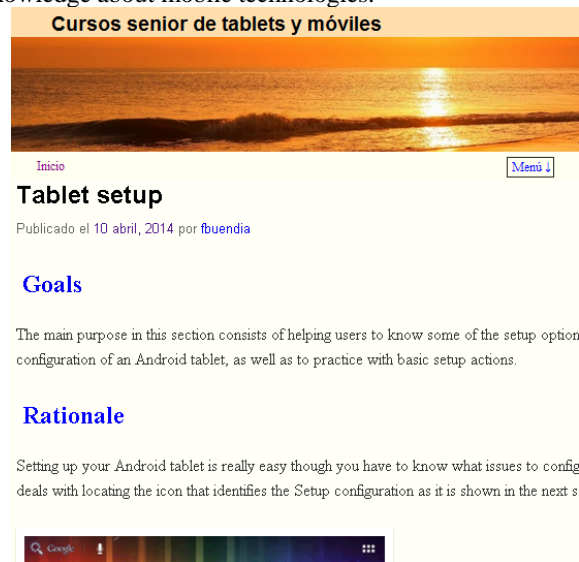 knowledge about mobile technologies.
Cursos senior de tablets y móviles
Inicio
Menú ↓
Tablet setup
Publicado el 10 abril, 2014 por fbuendia
Goals
The main purpose in this section consists of helping users to know some of the setup option
configuration of an Android tablet, as well as to practice with basic setup actions.
Rationale
Setting up your Android tablet is really easy though you have to know what issues to config
deals with locating the icon that identifies the Setup configuration as it is shown in the next s
Google